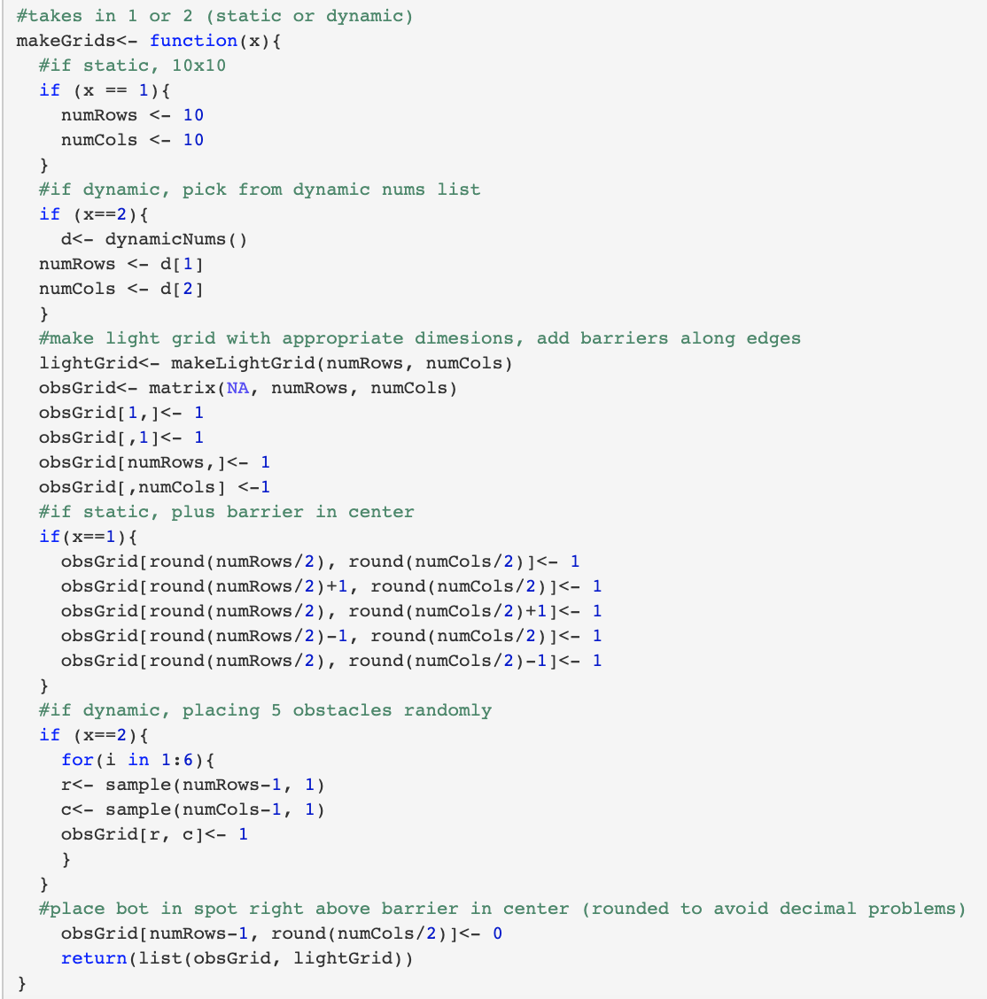 #takes in 1 or 2 (static or dynamic)
makeGrids<- function(x){
  #if static, 10x10
  if (x == 1){
    numRows <- 10
    numCols <- 10
  }
  #if dynamic, pick from dynamic nums list
  if (x==2){
    d<- dynamicNums()
  numRows <- d[1]
  numCols <- d[2]
  }
  #make light grid with appropriate dimesions, add barriers along edges
  lightGrid<- makeLightGrid(numRows, numCols)
  obsGrid<- matrix(NA, numRows, numCols)
  obsGrid[1,]<- 1
  obsGrid[,1]<- 1
  obsGrid[numRows,]<- 1
  obsGrid[,numCols] <-1
  #if static, plus barrier in center
  if(x==1){
    obsGrid[round(numRows/2), round(numCols/2)]<- 1
    obsGrid[round(numRows/2)+1, round(numCols/2)]<- 1
    obsGrid[round(numRows/2), round(numCols/2)+1]<- 1
    obsGrid[round(numRows/2)-1, round(numCols/2)]<- 1
    obsGrid[round(numRows/2), round(numCols/2)-1]<- 1
  }
  #if dynamic, placing 5 obstacles randomly
  if (x==2){
    for(i in 1:6){
    r<- sample(numRows-1, 1)
    c<- sample(numCols-1, 1)
    obsGrid[r, c]<- 1
    }
  }
  #place bot in spot right above barrier in center (rounded to avoid decimal problems)
    obsGrid[numRows-1, round(numCols/2)]<- 0
    return(list(obsGrid, lightGrid))
}